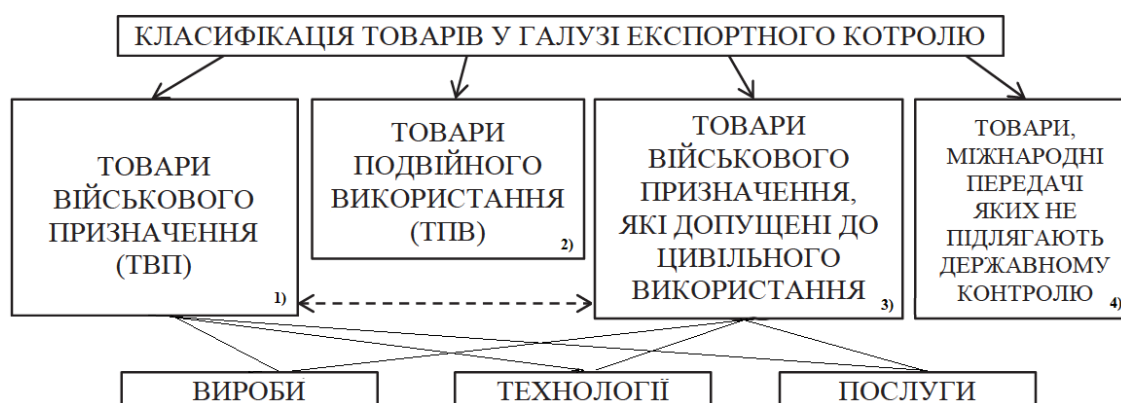 КЛАСИФІКАЦІЯ ТОВАРІВ У ГАЛУЗІ ЕКСПОРТНОГО КОТРОЛЮ
ТОВАРИ
ВІЙСЬКОВОГО
ПРИЗНАЧЕННЯ
(ТВП)
1)
ТОВАРИ
ПОДВІЙНОГО
ВИКОРИСТАННЯ
(ТПВ)
2)
ТОВАРИ
ВІЙСЬКОВОГО
ПРИЗНАЧЕННЯ,
ЯКІ ДОПУЩЕНІ ДО
ЦИВІЛЬНОГО
ВИКОРИСТАННЯ
3)
ТОВАРИ,
МІЖНАРОДНІ
ПЕРЕДАЧІ
ЯКИХ НЕ
ПІДЛЯГАЮТЬ
ДЕРЖАВНОМУ
КОНТРОЛЮ
4)
ВИРОБИ
ТЕХНОЛОГІЇ
ПОСЛУГИ